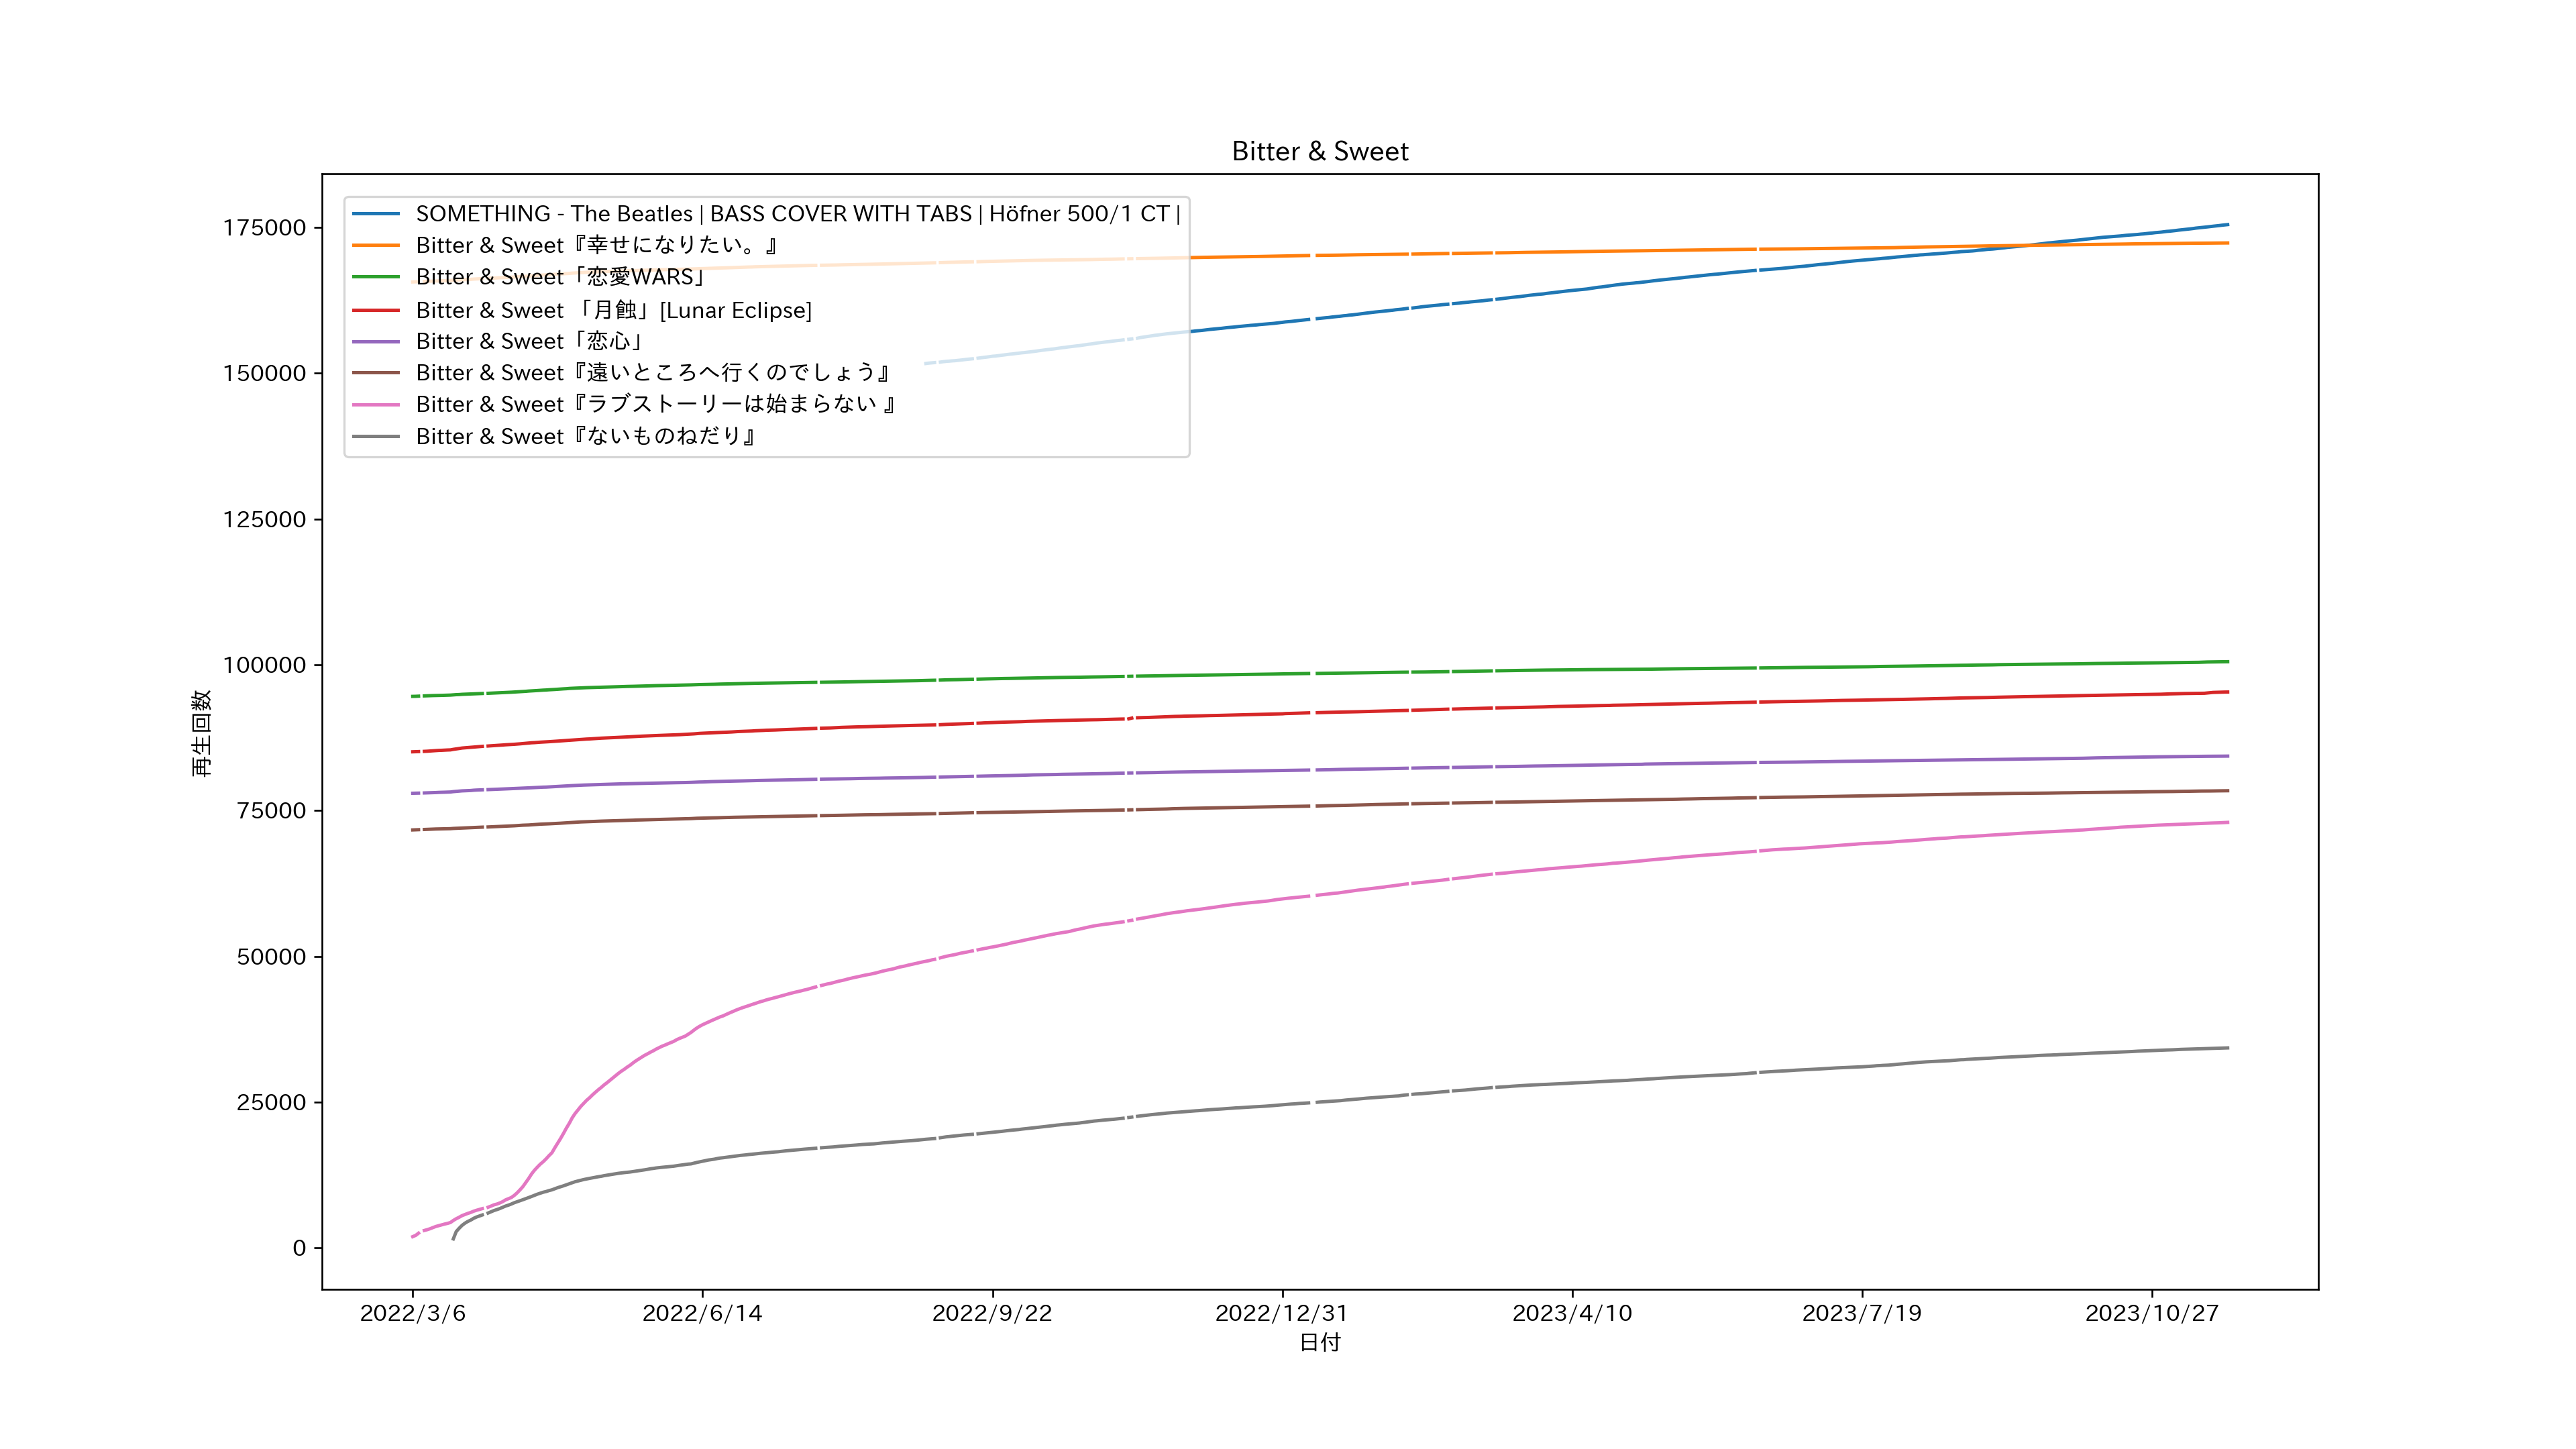 Bitter & Sweet
SOMETHING - The Beatles | BASS COVER WITH TABS | Höfner 500/1 CT |
Bitter & Sweet『幸せになりたい。』
Bitter & Sweet「恋愛WARS」
Bitter & Sweet 「月蝕」[Lunar Eclipse]
Bitter & Sweet「恋心」
Bitter & Sweet『遠いところへ行くのでしょう』
Bitter & Sweet『ラブストーリーは始まらない 』
Bitter & Sweet『ないものねだり』
175000
150000
125000
100000
75000
50000
25000
0
再生回数
2022/3/6
2022/6/14
2022/9/22
2022/12/31
2023/4/10
2023/7/19
2023/10/27
日付